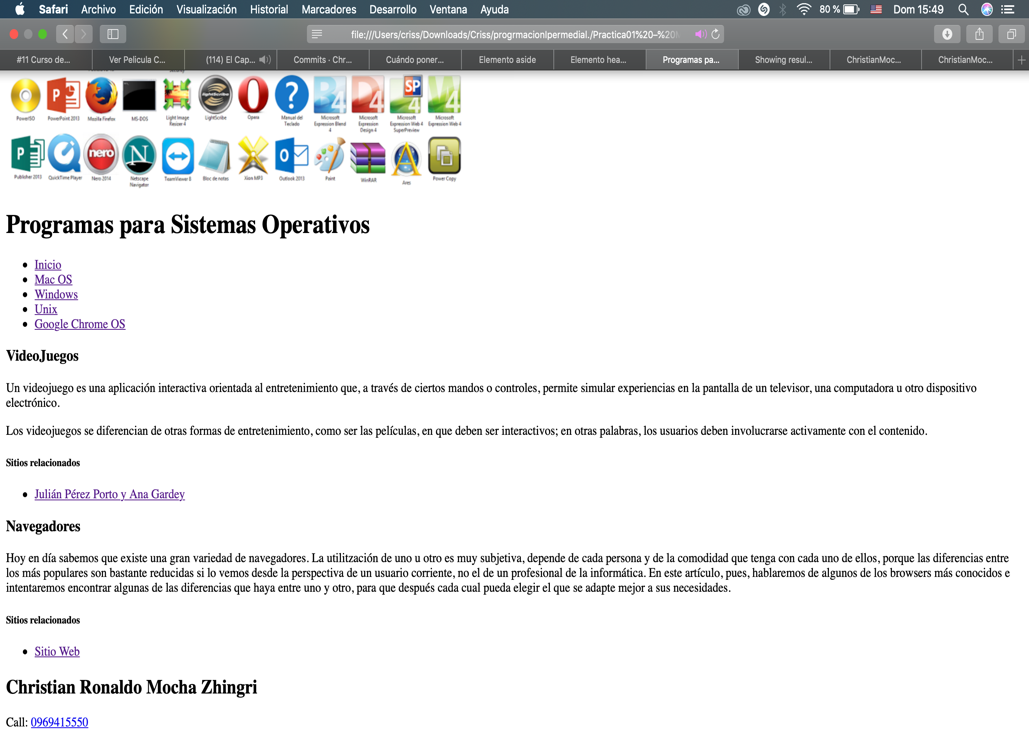 Safari Archivo Edición Visualización Historial Marcadores Desarrollo Ventana Ayuda 80 % Dom 15:49
file:///Users/criss/Downloads/Criss/progrmacionIpermedial./Practica01%20-%20
#11 Curso de... Ver Pelicula C... (114) El Cap... Commits · Chr... Cuándo poner... Elemento aside Elemento hea... Programas pa... Showing resul... ChristianMoc... ChristianMoc...
PowerISO PowerPoint 2013 Mozilla Firefox MS-DOS Light Image Resizer 4 LightScribe Opera Manual del Teclado Microsoft Expression Blend 4 Microsoft Expression Design 4 Microsoft Expression Web 4 SuperPreview Microsoft Expression Web 4
Publisher 2013 QuickTime Player Nero 2014 Netscape Navigator TeamViewer 8 Bloc de notas Xion MP3 Outlook 2013 Paint WinRAR Ares Power Copy
Programas para Sistemas Operativos
Inicio
Mac OS
Windows
Unix
Google Chrome OS
VideoJuegos
Un videojuego es una aplicación interactiva orientada al entretenimiento que, a través de ciertos mandos o controles, permite simular experiencias en la pantalla de un televisor, una computadora u otro dispositivo
electrónico.
Los videojuegos se diferencian de otras formas de entretenimiento, como ser las películas, en que deben ser interactivos; en otras palabras, los usuarios deben involucrarse activamente con el contenido.
Sitios relacionados
Julián Pérez Porto y Ana Gardey
Navegadores
Hoy en día sabemos que existe una gran variedad de navegadores. La utilitzación de uno u otro es muy subjetiva, depende de cada persona y de la comodidad que tenga con cada uno de ellos, porque las diferencias entre
los más populares son bastante reducidas si lo vemos desde la perspectiva de un usuario corriente, no el de un profesional de la informática. En este artículo, pues, hablaremos de algunos de los browsers más conocidos e
intentaremos encontrar algunas de las diferencias que haya entre uno y otro, para que después cada cual pueda elegir el que se adapte mejor a sus necesidades.
Sitios relacionados
Sitio Web
Christian Ronaldo Mocha Zhingri
Call: 0969415550